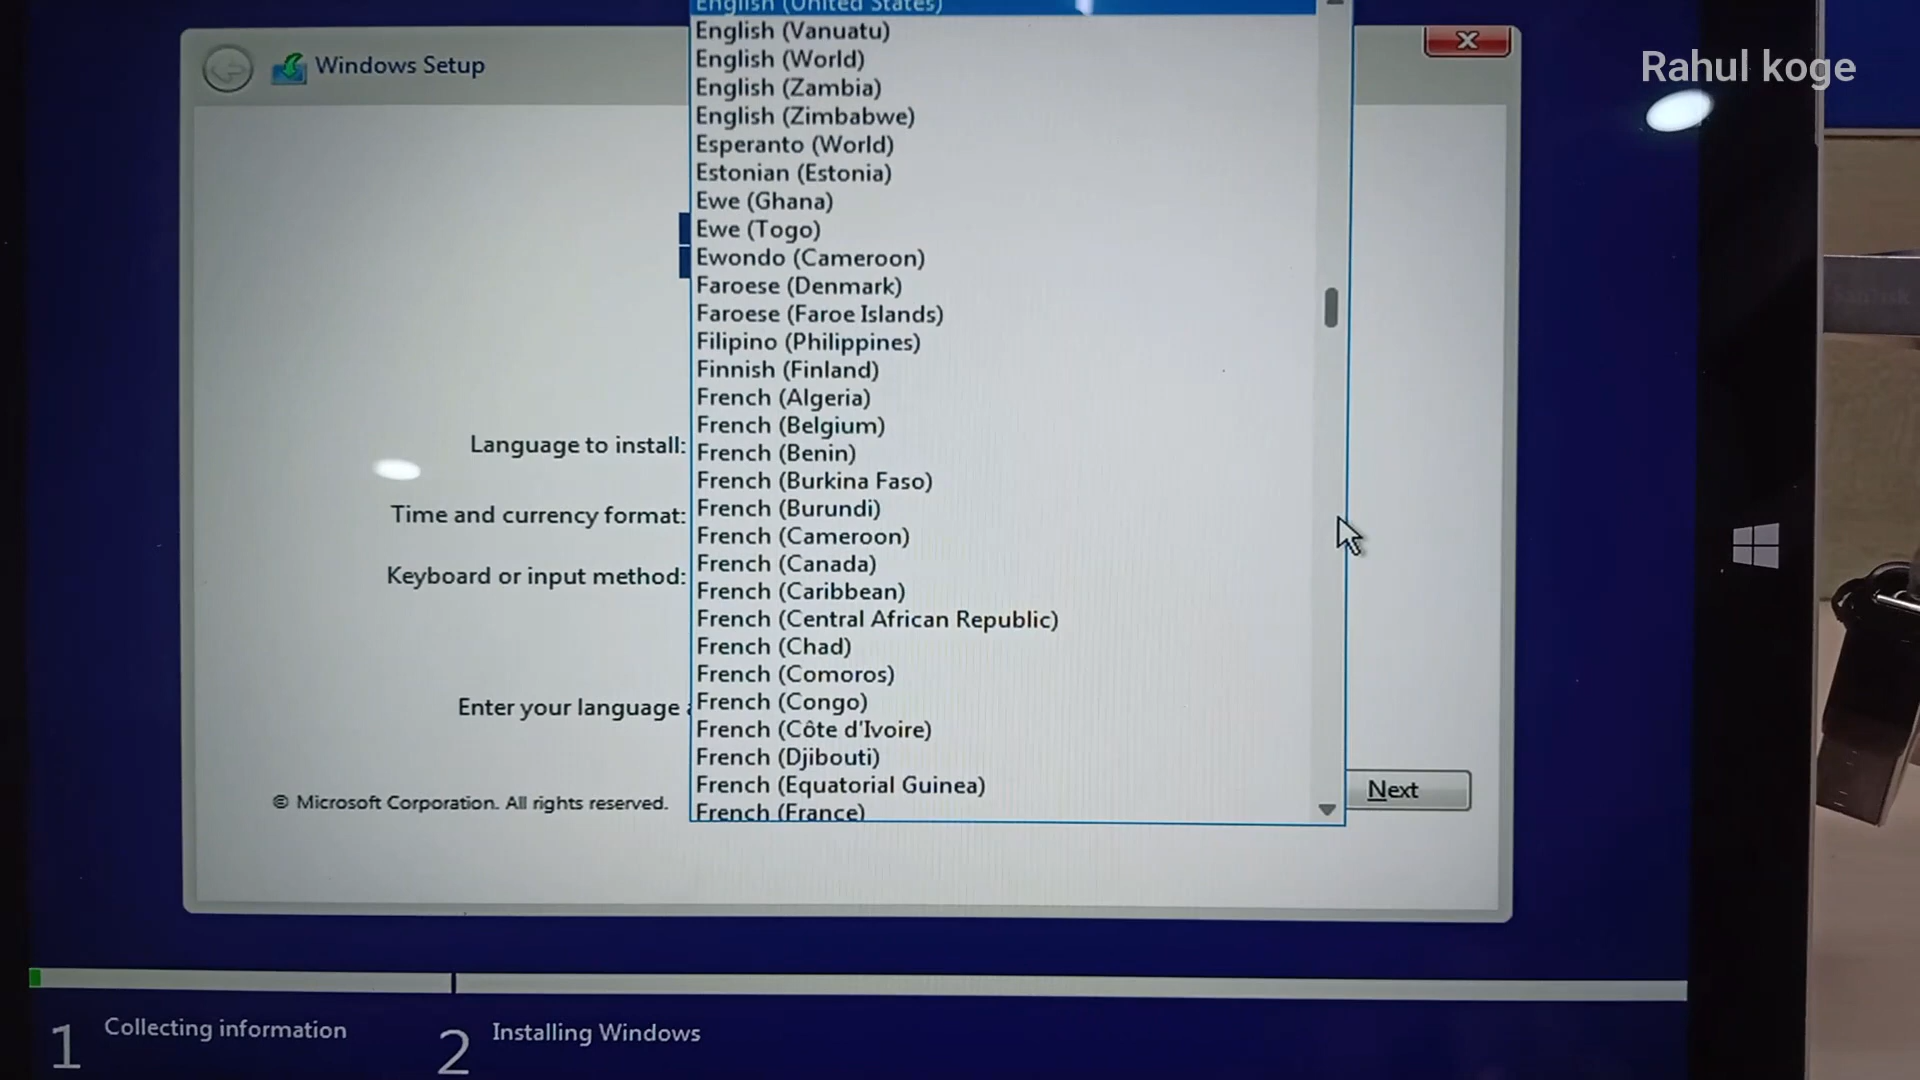 English (United States)
English (Vanuatu)
English (World)
English (Zambia)
English (Zimbabwe)
Esperanto (World)
Estonian (Estonia)
Ewe (Ghana)
Ewe (Togo)
Ewondo (Cameroon)
Faroese (Denmark)
Faroese (Faroe Islands)
Filipino (Philippines)
Finnish (Finland)
French (Algeria)
French (Belgium)
French (Benin)
French (Burkina Faso)
French (Burundi)
French (Cameroon)
French (Canada)
French (Caribbean)
French (Central African Republic)
French (Chad)
French (Comoros)
French (Congo)
French (Côte d'Ivoire)
French (Djibouti)
French (Equatorial Guinea)
French (France)
Windows Setup
Rahul koge
Language to install:
Time and currency format:
Keyboard or input method:
Enter your language
© Microsoft Corporation. All rights reserved.
Next
1 Collecting information
2 Installing Windows